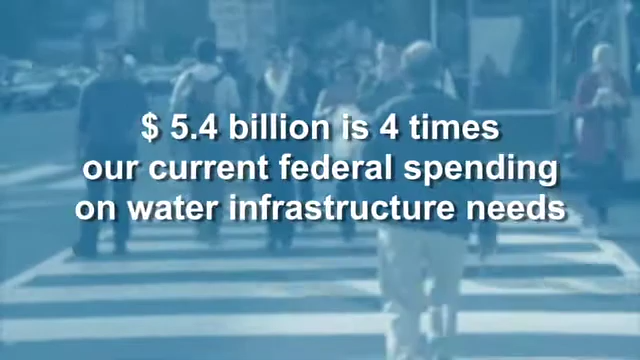 $ 5.4 billion is 4 times
our current federal spending
on water infrastructure needs